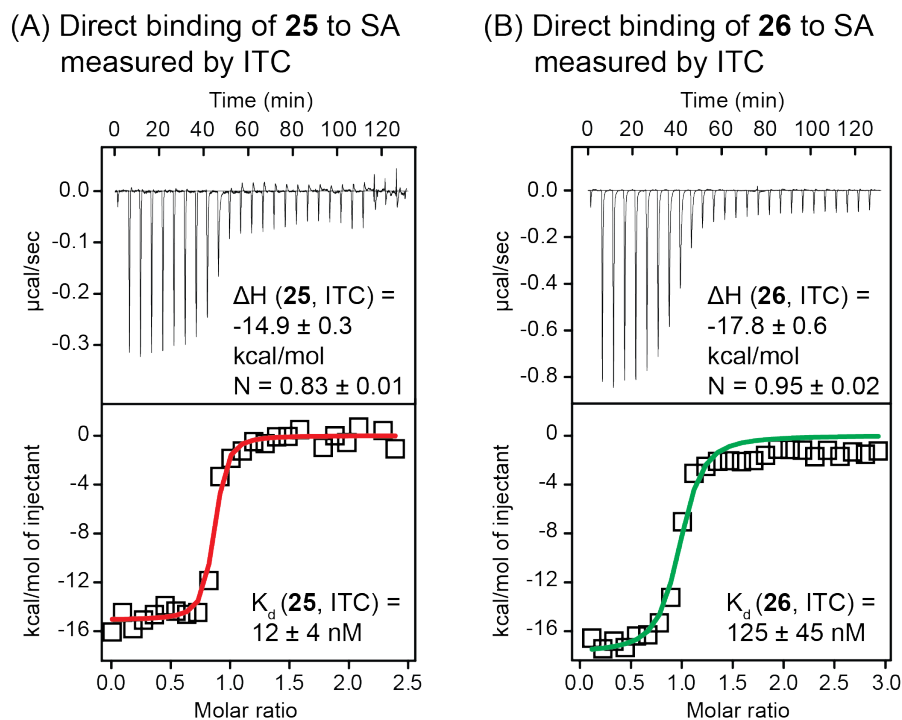 (A) Direct binding of 25 to SA
measured by ITC
Time (min)
0 20 40 60 80 100 120
0.0
-0.1
-0.2
-0.3
µcal/sec
ΔH (25, ITC) =
-14.9 ± 0.3
kcal/mol
N = 0.83 ± 0.01
0
-4
-8
-12
-16
kcal/mol of injectant
Kd (25, ITC) =
12 ± 4 nM
0.0 0.5 1.0 1.5 2.0 2.5
Molar ratio
(B) Direct binding of 26 to SA
measured by ITC
Time (min)
0 20 40 60 80 100 120
0.0
-0.2
-0.4
-0.6
-0.8
µcal/sec
ΔH (26, ITC) =
-17.8 ± 0.6
kcal/mol
N = 0.95 ± 0.02
0
-4
-8
-12
-16
kcal/mol of injectant
Kd (26, ITC) =
125 ± 45 nM
0.0 0.5 1.0 1.5 2.0 2.5 3.0
Molar ratio